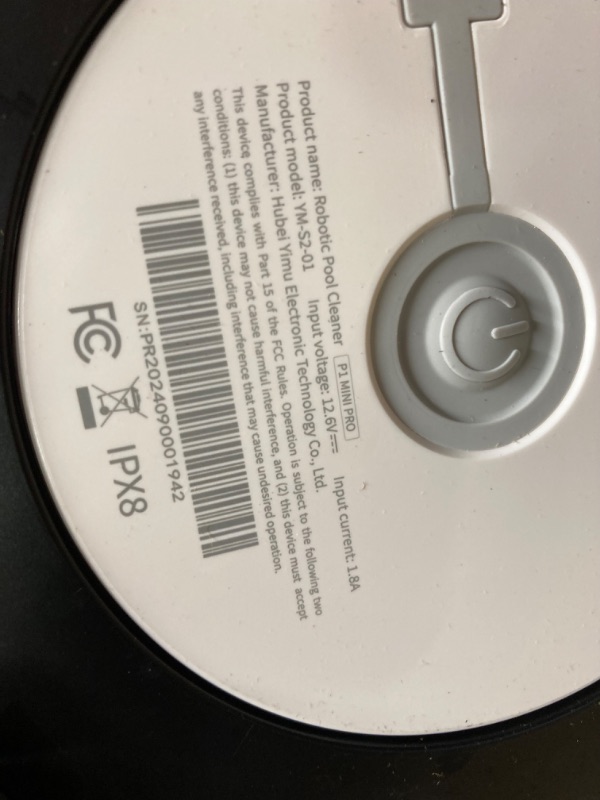 Product name: Robotic Pool Cleaner P1 MINI PRO
Product model: YM-S2-01 Input voltage: 12.6V⎓ Input current: 1.8A
Manufacturer: Hubei Yimu Electronic Technology Co., Ltd.
This device complies with Part 15 of the FCC Rules. Operation is subject to the following two
conditions: (1) this device may not cause harmful interference, and (2) this device must accept
any interference received, including interference that may cause undesired operation.
SN:PR2024090001942
FC IPX8